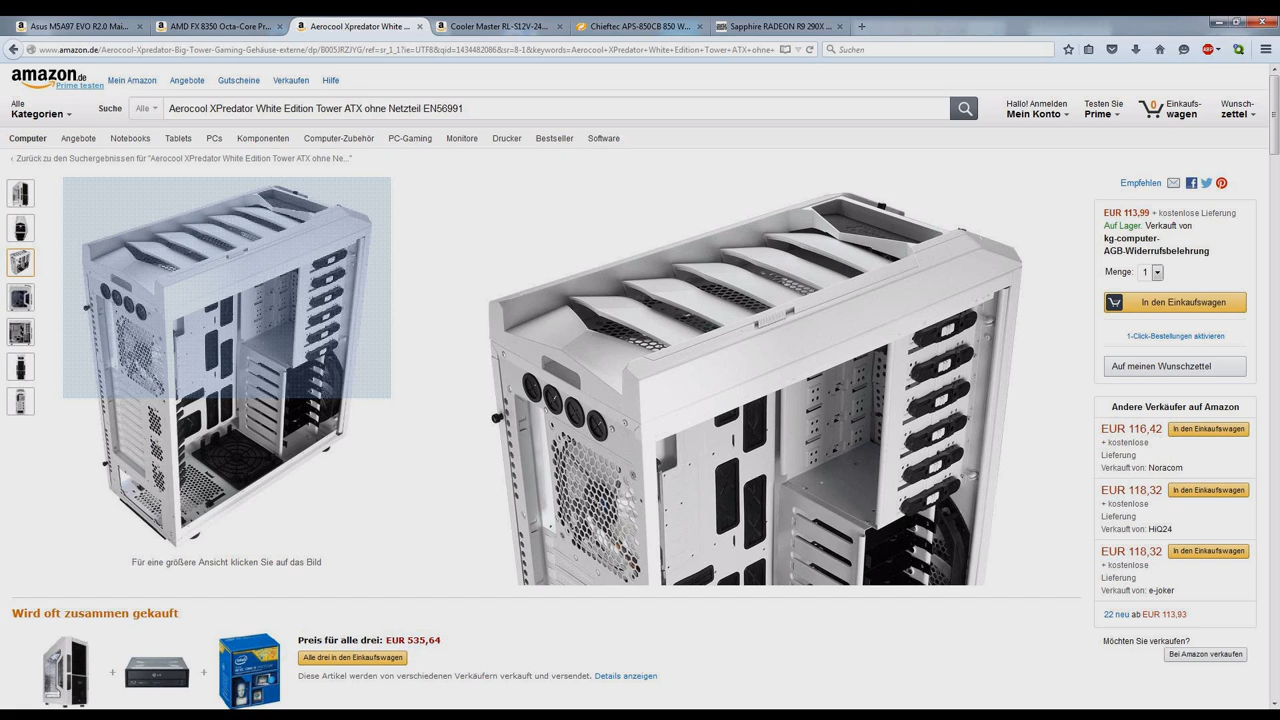 Asus M5A97 EVO R2.0 Mai...
AMD FX 8350 Octa-Core Pr...
Aerocool Xpredator White ...
Cooler Master RL-S12V-24...
Chieftec APS-850CB 850 W...
Sapphire RADEON R9 290X ...
www.amazon.de/Aerocool-Xpredator-Big-Tower-Gaming-Gehäuse-externe/dp/B005JRZJYG/ref=sr_1_1?ie=UTF8&qid=1434482086&sr=8-1&keywords=Aerocool+XPredator+White+Edition+Tower+ATX+ohne+
Suchen
ABP
amazon.de
Prime testen
Mein Amazon
Angebote
Gutscheine
Verkaufen
Hilfe
Alle
Kategorien
Suche
Alle
Aerocool XPredator White Edition Tower ATX ohne Netzteil EN56991
Hallo! Anmelden
Mein Konto
Testen Sie
Prime
0
Einkaufs-
wagen
Wunsch-
zettel
Computer
Angebote
Notebooks
Tablets
PCs
Komponenten
Computer-Zubehör
PC-Gaming
Monitore
Drucker
Bestseller
Software
‹ Zurück zu den Suchergebnissen für "Aerocool XPredator White Edition Tower ATX ohne Ne..."
Für eine größere Ansicht klicken Sie auf das Bild
Empfehlen
EUR 113,99 + kostenlose Lieferung
Auf Lager. Verkauft von
kg-computer-
AGB-Widerrufsbelehrung
Menge: 1
In den Einkaufswagen
1-Click-Bestellungen aktivieren
Auf meinen Wunschzettel
Andere Verkäufer auf Amazon
EUR 116,42
In den Einkaufswagen
+ kostenlose
Lieferung
Verkauft von: Noracom
EUR 118,32
In den Einkaufswagen
+ kostenlose
Lieferung
Verkauft von: HiQ24
EUR 118,32
In den Einkaufswagen
+ kostenlose
Lieferung
Verkauft von: e-joker
22 neu ab EUR 113,93
Möchten Sie verkaufen?
Bei Amazon verkaufen
Wird oft zusammen gekauft
Preis für alle drei: EUR 535,64
Alle drei in den Einkaufswagen
Diese Artikel werden von verschiedenen Verkäufern verkauft und versendet. Details anzeigen